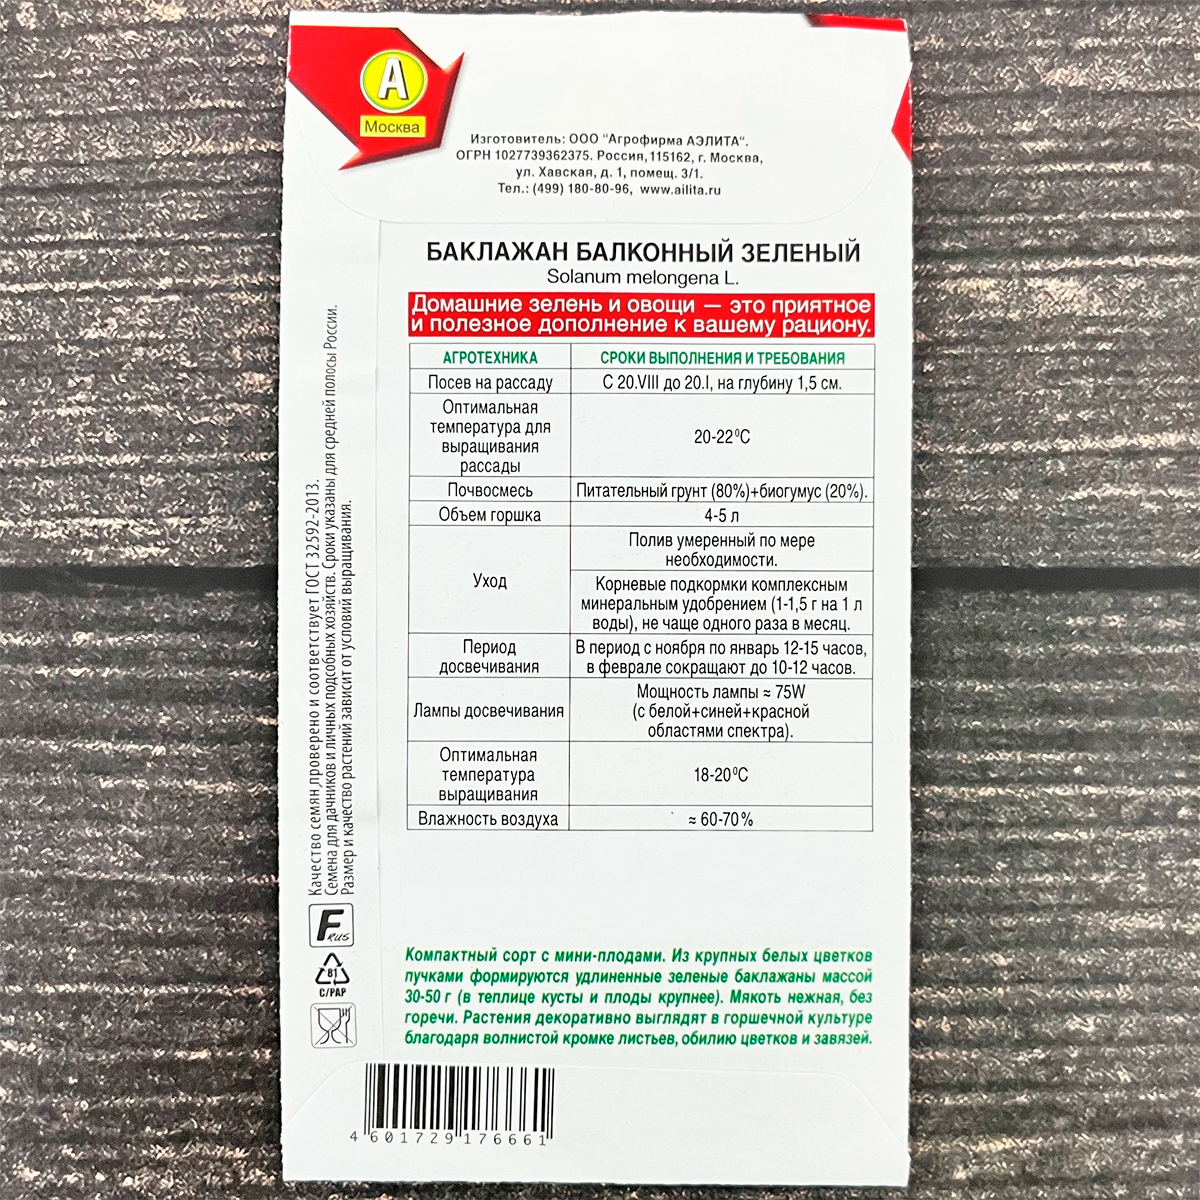 А
Москва
Изготовитель: ООО "Агрофирма АЭЛИТА".
ОГРН 1027739362375. Россия,115162, г. Москва,
ул. Хавская, д. 1, помещ. 3/1.
Тел.: (499) 180-80-96, www.ailita.ru
БАКЛАЖАН БАЛКОННЫЙ ЗЕЛЕНЫЙ
Solanum melongena L.
Домашние зелень и овощи — это приятное
и полезное дополнение к вашему рациону.
АГРОТЕХНИКА
СРОКИ ВЫПОЛНЕНИЯ И ТРЕБОВАНИЯ
Посев на рассаду
С 20.VIII до 20.I, на глубину 1,5 см.
Оптимальная
температура для
выращивания
рассады
20-22⁰С
Почвосмесь
Питательный грунт (80%)+биогумус (20%).
Объем горшка
4-5 л
Уход
Полив умеренный по мере
необходимости.
Корневые подкормки комплексным
минеральным удобрением (1-1,5 г на 1 л
воды), не чаще одного раза в месяц.
Период
досвечивания
В период с ноября по январь 12-15 часов,
в феврале сокращают до 10-12 часов.
Лампы досвечивания
Мощность лампы ≈ 75W
(с белой+синей+красной
областями спектра).
Оптимальная
температура
выращивания
18-20⁰С
Влажность воздуха
≈ 60-70%
Компактный сорт с мини-плодами. Из крупных белых цветков
пучками формируются удлиненные зеленые баклажаны массой
30-50 г (в теплице кусты и плоды крупнее). Мякоть нежная, без
горечи. Растения декоративно выглядят в горшечной культуре
благодаря волнистой кромке листьев, обилию цветков и завязей.
Качество семян проверено и соответствует ГОСТ 32592-2013.
Семена для дачников и личных подсобных хозяйств. Сроки указаны для средней полосы России.
Размер и качество растений зависит от условий выращивания.
F RUS
81
C/PAP
4 601729 176661